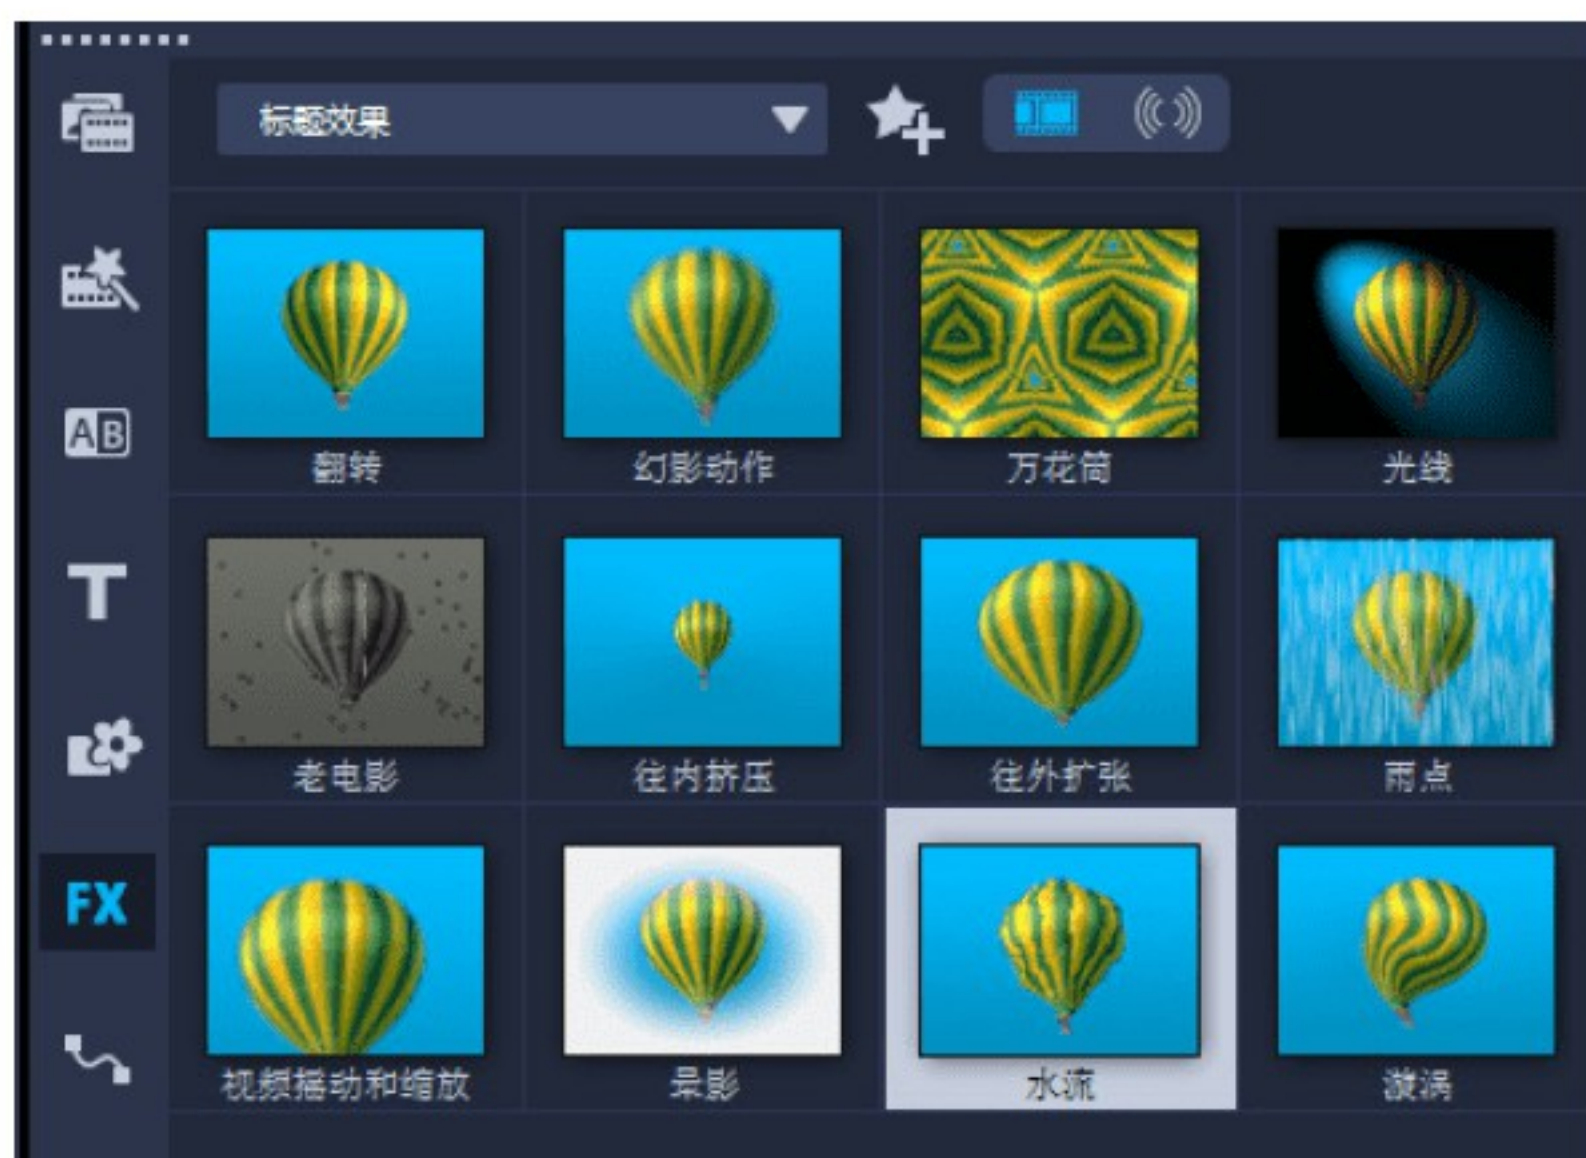 标题效果
AB
翻转 幻影动作 万花筒 光线
T
老电影 往内挤压 往外扩张 雨点
FX
视频摇动和缩放 晕影 水流 漩涡